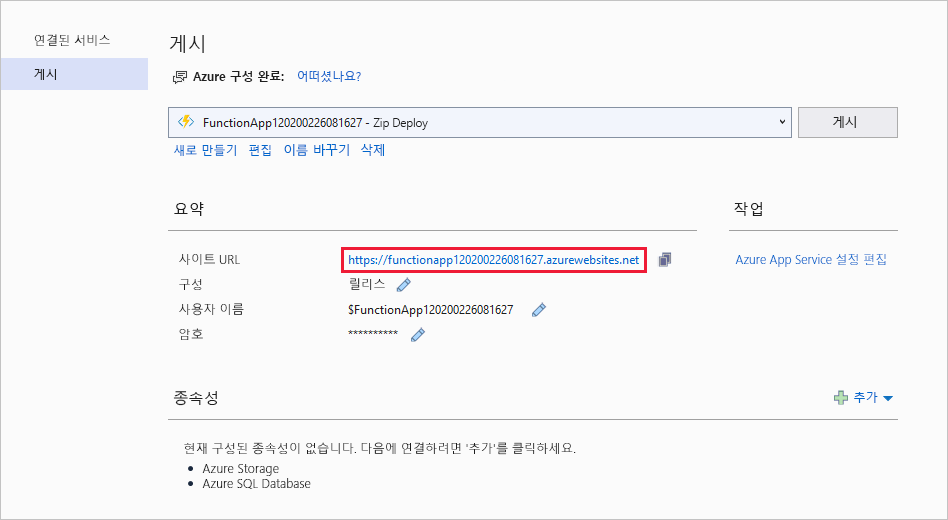 연결된 서비스
게시
게시
Azure 구성 완료: 어떠셨나요?
FunctionApp120200226081627 - Zip Deploy
게시
새로 만들기 편집 이름 바꾸기 삭제
요약
사이트 URL https://functionapp120200226081627.azurewebsites.net
구성 릴리스
사용자 이름 $FunctionApp120200226081627
암호 **********
작업
Azure App Service 설정 편집
종속성
추가
현재 구성된 종속성이 없습니다. 다음에 연결하려면 '추가'를 클릭하세요.
• Azure Storage
• Azure SQL Database